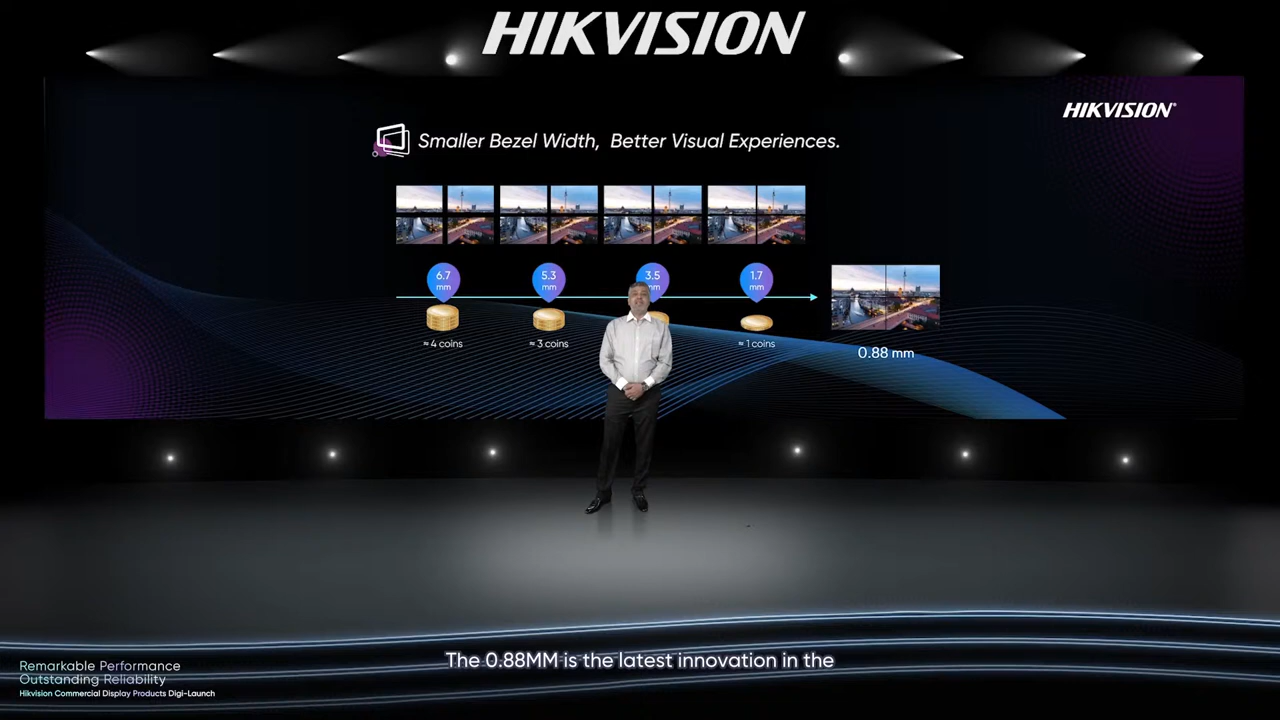 HIKVISION
HIKVISION®
Smaller Bezel Width, Better Visual Experiences.
6.7 mm
5.3 mm
3.5 mm
1.7 mm
≈ 4 coins
≈ 3 coins
≈ 1 coins
0.88 mm
The 0.88MM is the latest innovation in the
Remarkable Performance
Outstanding Reliability
Hikvision Commercial Display Products Digi-Launch